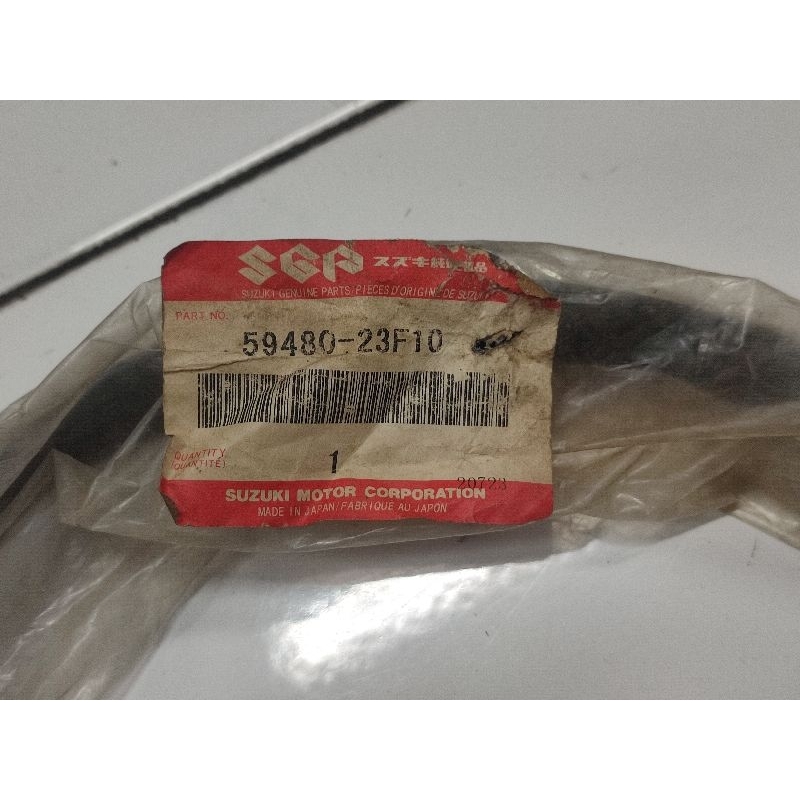 SGP スズキ純正部品
SUZUKI GENUINE PARTS/PIECES D'ORIGINE DE SUZUKI
PART NO.
59480-23F10
QUANTITY
(QUANTITÉ)
1
20723
SUZUKI MOTOR CORPORATION
MADE IN JAPAN/FABRIQUE AU JAPON